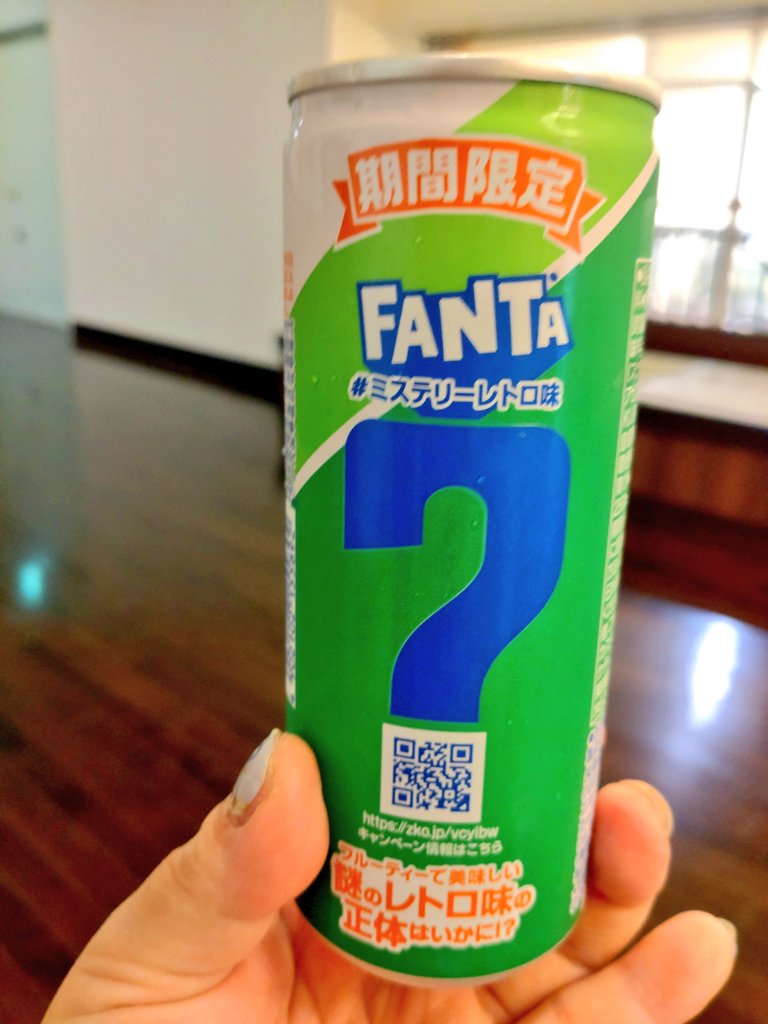 期間限定
FANTA
#ミステリーレトロ味
?
https://zko.jp/vcyibw
キャンペーン情報はこちら
フルーティーで美味しい
謎のレトロ味の
正体はいかに!?